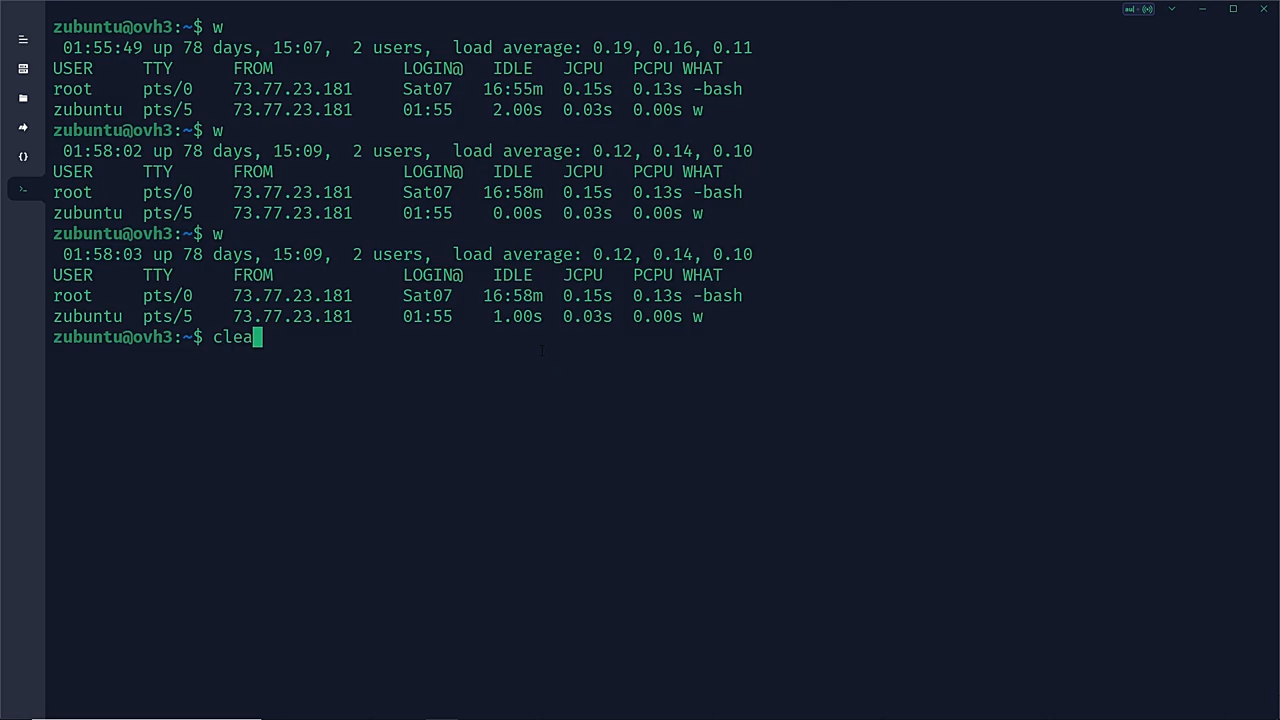 zubuntu@ovh3:~$ w
01:55:49 up 78 days, 15:07, 2 users, load average: 0.19, 0.16, 0.11
USER TTY FROM LOGIN@ IDLE JCPU PCPU WHAT
root pts/0 73.77.23.181 Sat07 16:55m 0.15s 0.13s -bash
zubuntu pts/5 73.77.23.181 01:55 2.00s 0.03s 0.00s w
zubuntu@ovh3:~$ w
01:58:02 up 78 days, 15:09, 2 users, load average: 0.12, 0.14, 0.10
USER TTY FROM LOGIN@ IDLE JCPU PCPU WHAT
root pts/0 73.77.23.181 Sat07 16:58m 0.15s 0.13s -bash
zubuntu pts/5 73.77.23.181 01:55 0.00s 0.03s 0.00s w
zubuntu@ovh3:~$ w
01:58:03 up 78 days, 15:09, 2 users, load average: 0.12, 0.14, 0.10
USER TTY FROM LOGIN@ IDLE JCPU PCPU WHAT
root pts/0 73.77.23.181 Sat07 16:58m 0.15s 0.13s -bash
zubuntu pts/5 73.77.23.181 01:55 1.00s 0.03s 0.00s w
zubuntu@ovh3:~$ clea